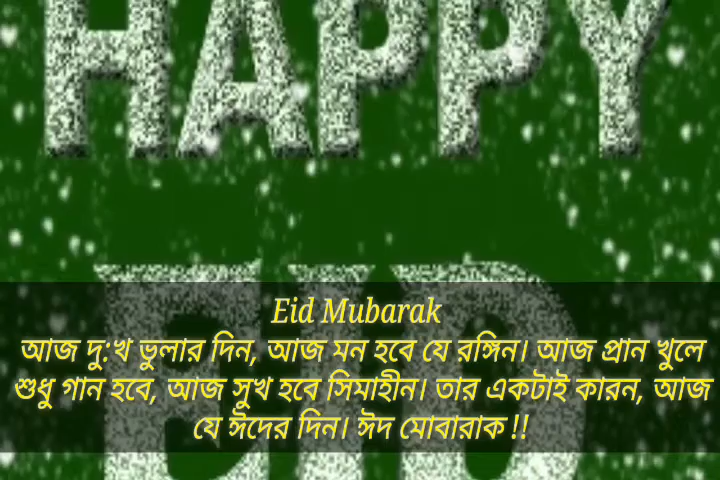 HAPPY
EID
Eid Mubarak
আজ দু:খ ভুলার দিন, আজ মন হবে যে রঙ্গিন। আজ প্রান খুলে
শুধু গান হবে, আজ সুখ হবে সিমাহীন। তার একটাই কারন, আজ
যে ঈদের দিন। ঈদ মোবারাক !!